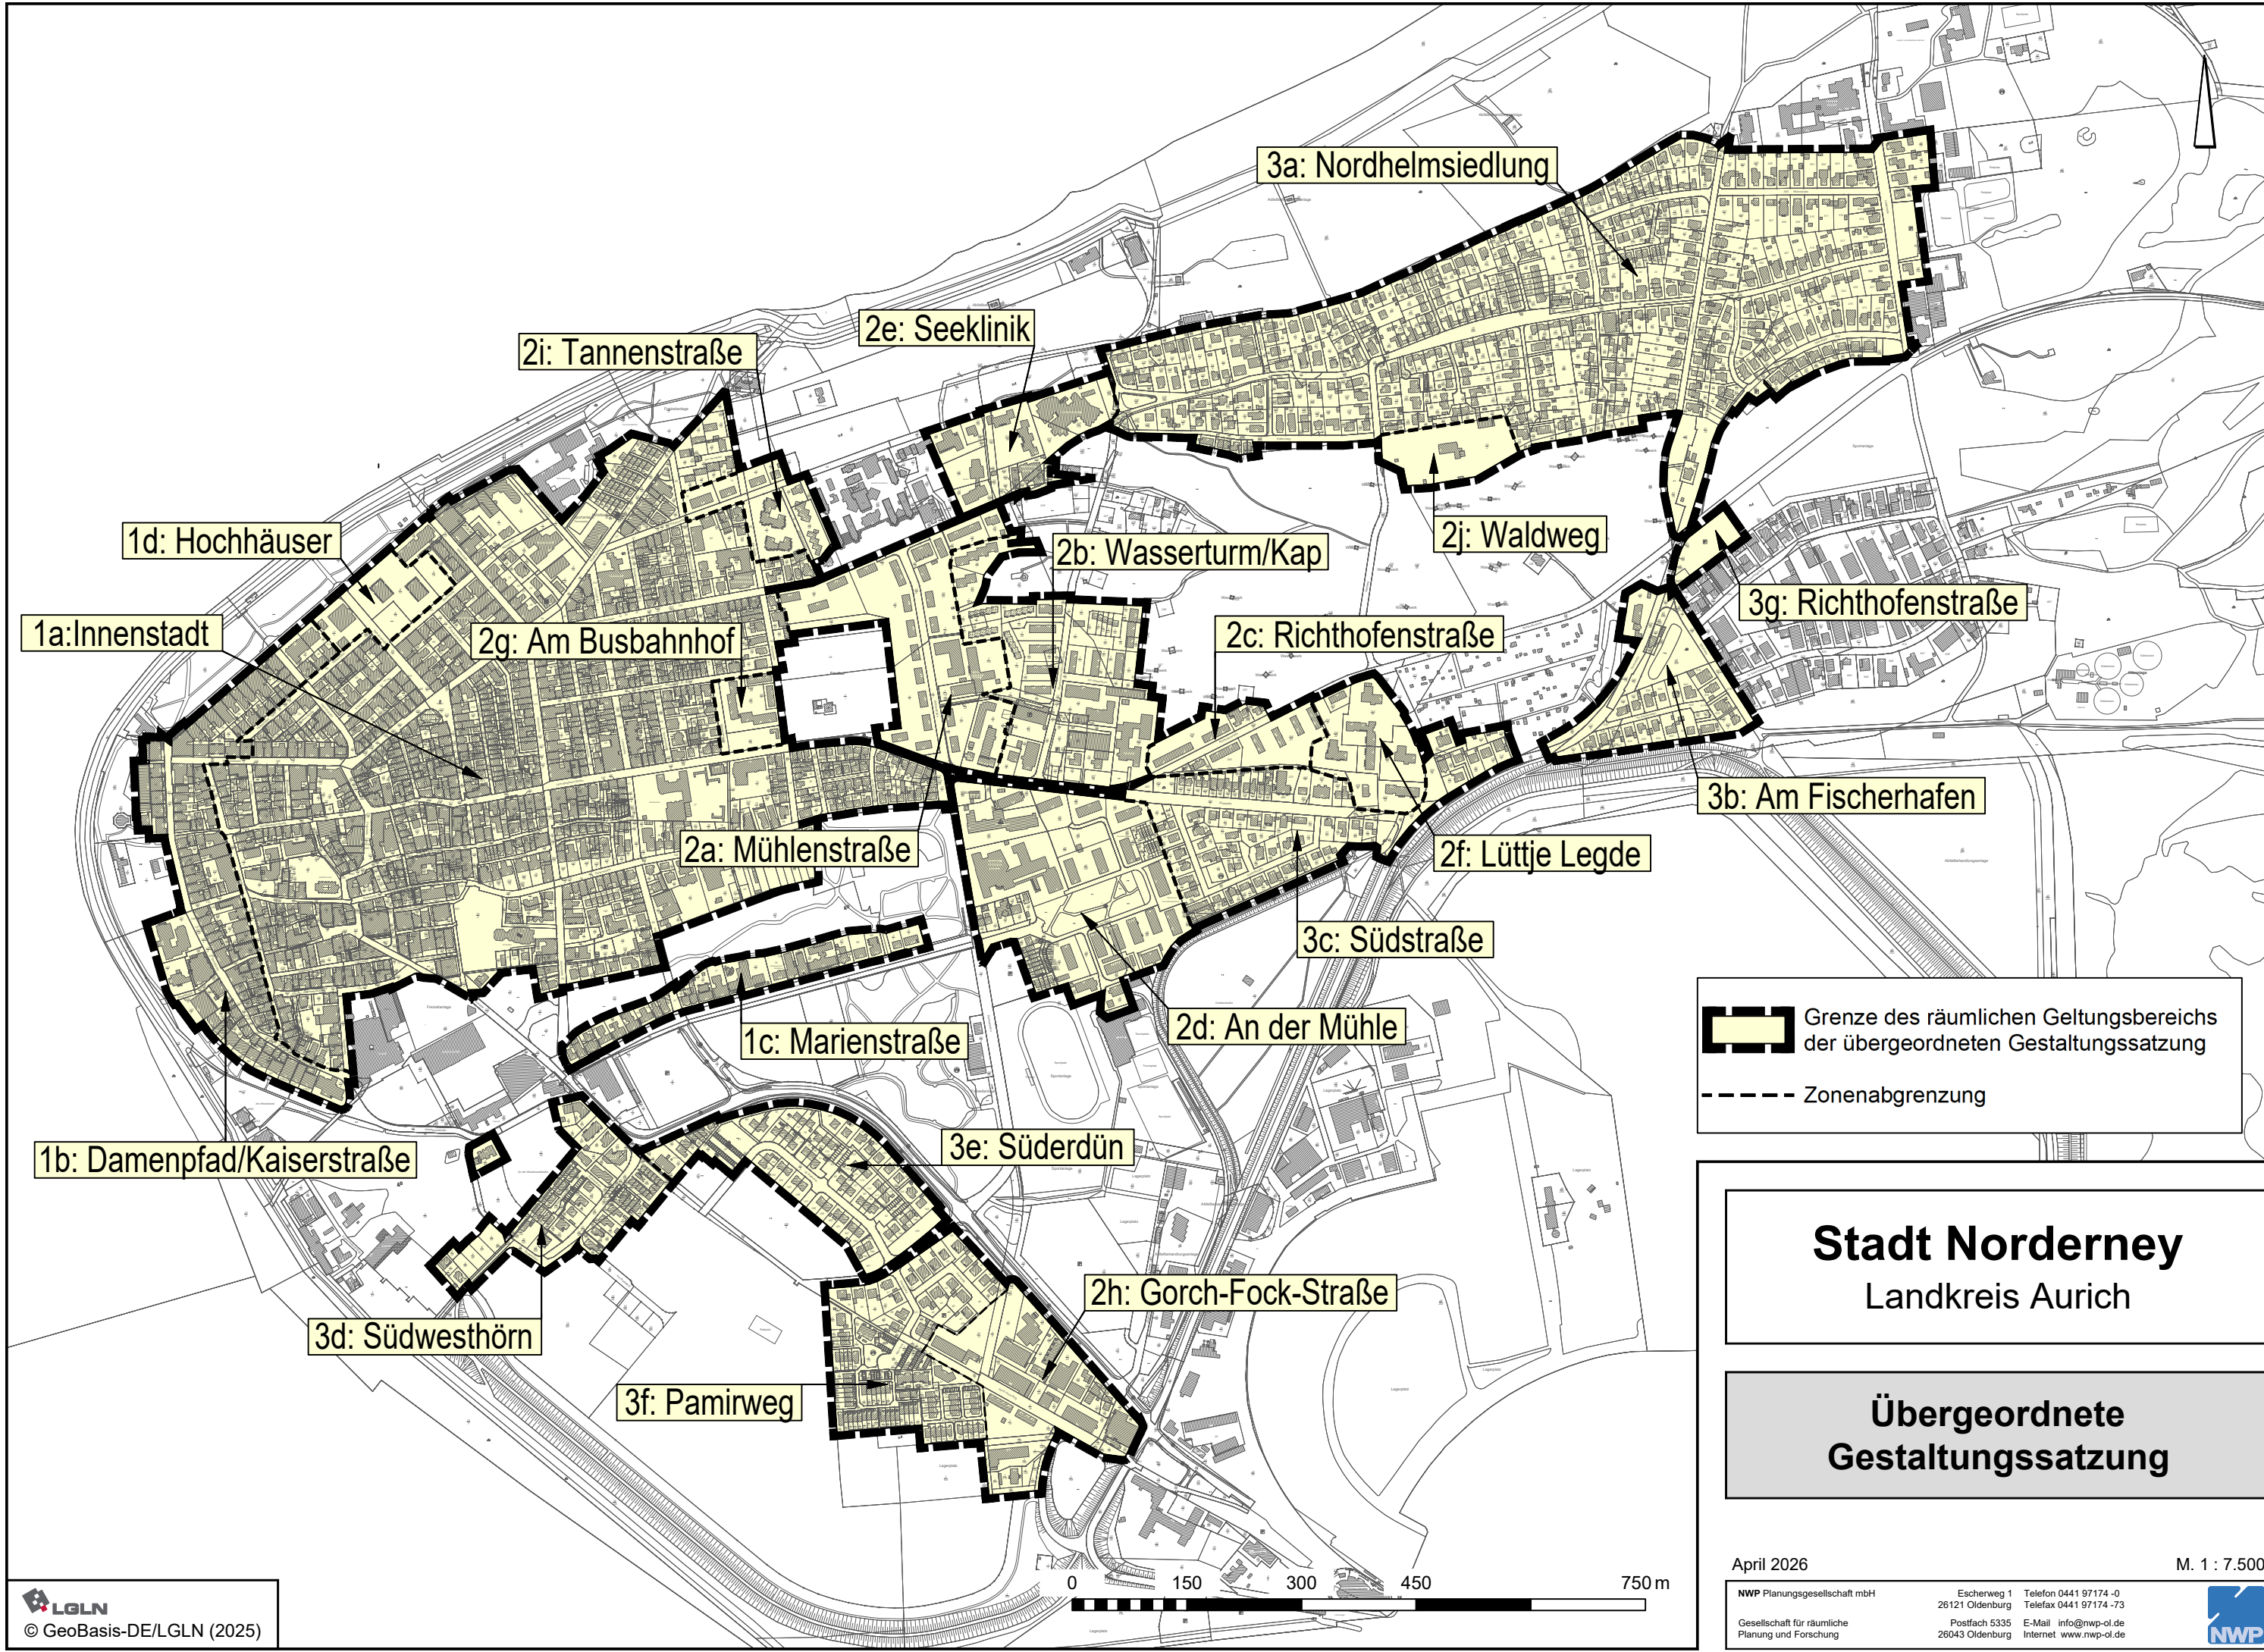 3a: Nordhelmsiedlung
2e: Seeklinik
2i: Tannenstraße
1d: Hochhäuser
2b: Wasserturm/Kap
2j: Waldweg
3g: Richthofenstraße
1a:Innenstadt
2g: Am Busbahnhof
2c: Richthofenstraße
3b: Am Fischerhafen
2a: Mühlenstraße
2f: Lüttje Legde
3c: Südstraße
2d: An der Mühle
1c: Marienstraße
1b: Damenpfad/Kaiserstraße
3e: Süderdün
2h: Gorch-Fock-Straße
3d: Südwesthörn
3f: Pamirweg
Grenze des räumlichen Geltungsbereichs
der übergeordneten Gestaltungssatzung
Zonenabgrenzung
Stadt Norderney
Landkreis Aurich
Übergeordnete
Gestaltungssatzung
April 2026 M. 1 : 7.500
NWP Planungsgesellschaft mbH Escherweg 1 Telefon 0441 97174 -0
26121 Oldenburg Telefax 0441 97174 -73
Gesellschaft für räumliche Postfach 5335 E-Mail info@nwp-ol.de
Planung und Forschung 26043 Oldenburg Internet www.nwp-ol.de
NWP
0 150 300 450 750 m
LGLN
© GeoBasis-DE/LGLN (2025)